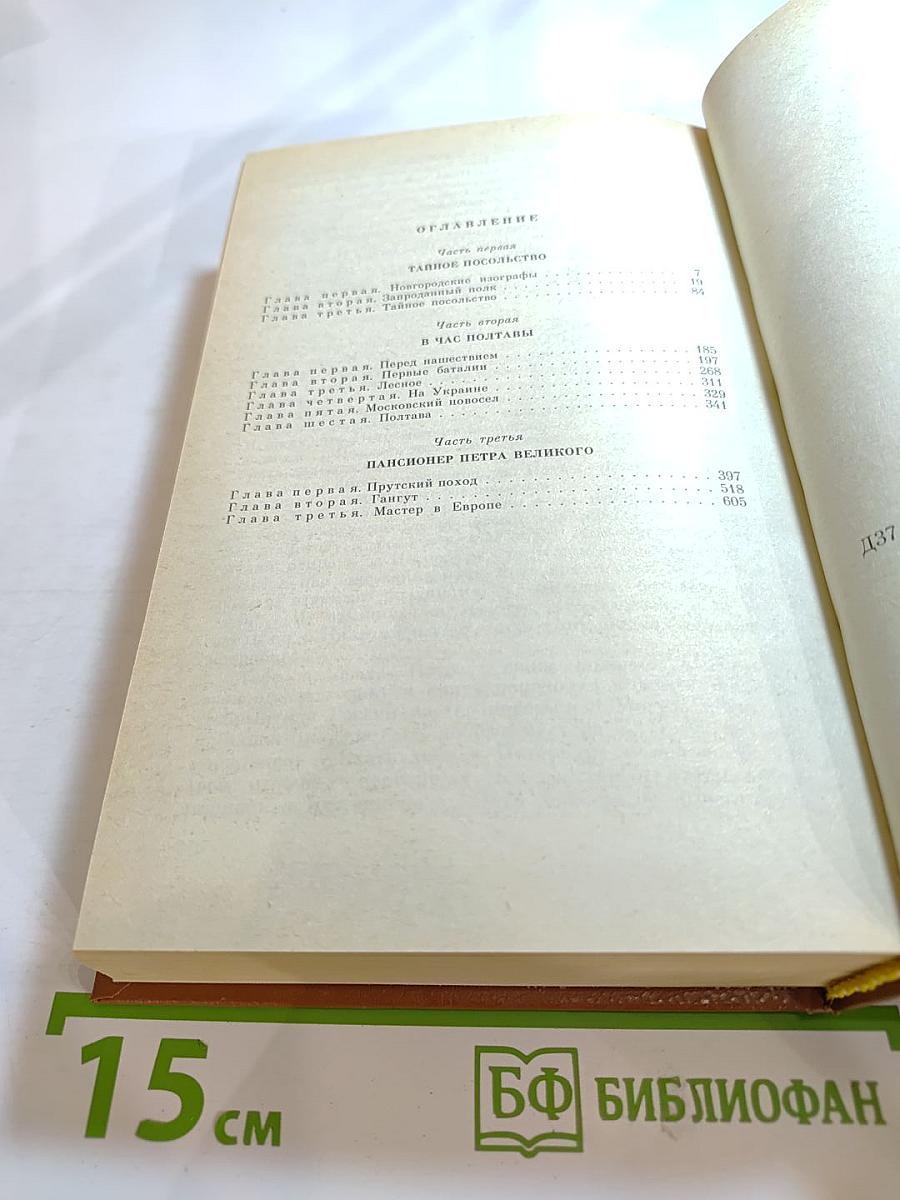 ОГЛАВЛЕНИЕ
Часть первая
ТАЙНОЕ ПОСОЛЬСТВО
Глава первая. Новгородские изографы . . . . . . . . . . . . 7
Глава вторая. Запроданный полк . . . . . . . . . . . . 19
Глава третья. Тайное посольство . . . . . . . . . . . . 84
Часть вторая
В ЧАС ПОЛТАВЫ
Глава первая. Перед нашествием . . . . . . . . . . . . 185
Глава вторая. Первые баталии . . . . . . . . . . . . 197
Глава третья. Лесное . . . . . . . . . . . . 268
Глава четвертая. На Украине . . . . . . . . . . . . 311
Глава пятая. Московский новосел . . . . . . . . . . . . 329
Глава шестая. Полтава . . . . . . . . . . . . 341
Часть третья
ПАНСИОНЕР ПЕТРА ВЕЛИКОГО
Глава первая. Прутский поход . . . . . . . . . . . . 397
Глава вторая. Гангут . . . . . . . . . . . . 518
Глава третья. Мастер в Европе . . . . . . . . . . . . 605
Д37
15 см
БФ БИБЛИОФАН